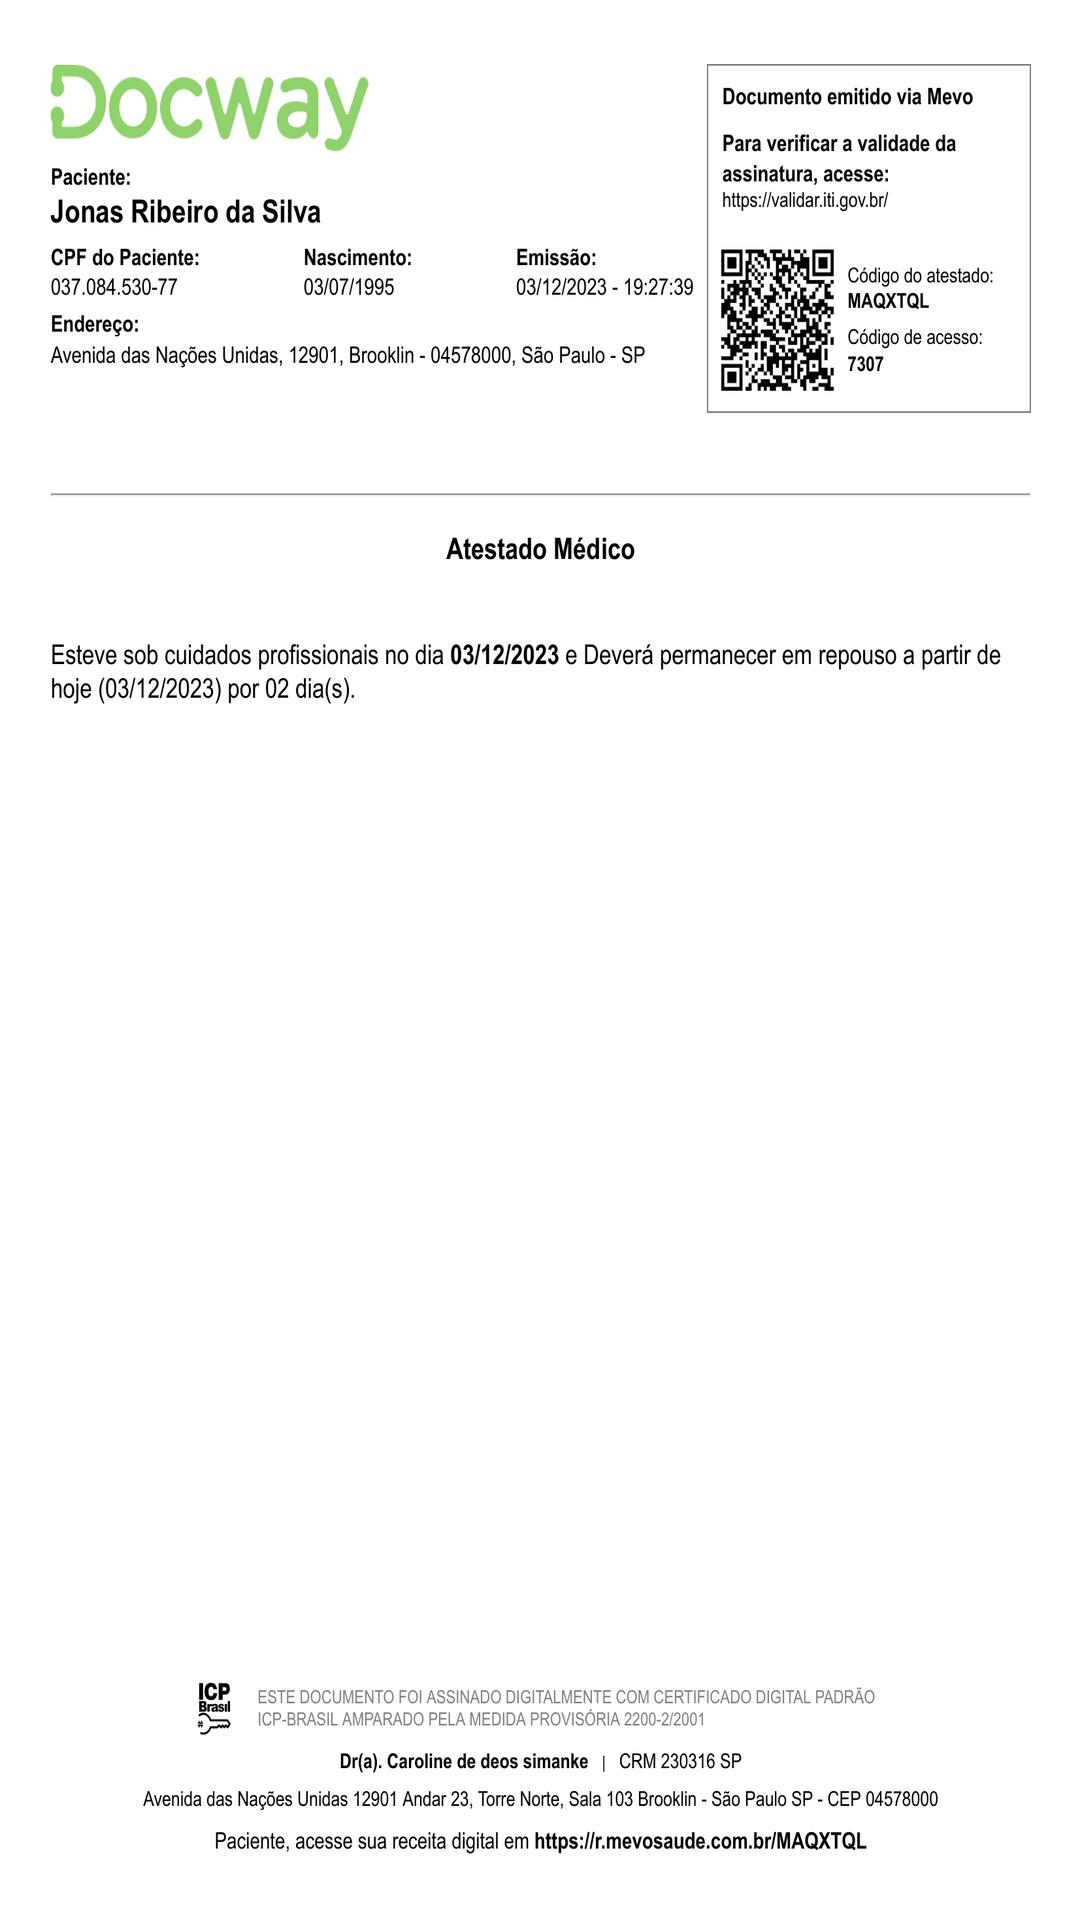 Docway
Paciente:
Jonas Ribeiro da Silva
CPF do Paciente: Nascimento: Emissão:
037.084.530-77 03/07/1995 03/12/2023 - 19:27:39
Endereço:
Avenida das Nações Unidas, 12901, Brooklin - 04578000, São Paulo - SP
Documento emitido via Mevo
Para verificar a validade da
assinatura, acesse:
https://validar.iti.gov.br/
Código do atestado:
MAQXTQL
Código de acesso:
7307
Atestado Médico
Esteve sob cuidados profissionais no dia 03/12/2023 e Deverá permanecer em repouso a partir de
hoje (03/12/2023) por 02 dia(s).
ICP
Brasil
ESTE DOCUMENTO FOI ASSINADO DIGITALMENTE COM CERTIFICADO DIGITAL PADRÃO
ICP-BRASIL AMPARADO PELA MEDIDA PROVISÓRIA 2200-2/2001
Dr(a). Caroline de deos simanke | CRM 230316 SP
Avenida das Nações Unidas 12901 Andar 23, Torre Norte, Sala 103 Brooklin - São Paulo SP - CEP 04578000
Paciente, acesse sua receita digital em https://r.mevosaude.com.br/MAQXTQL